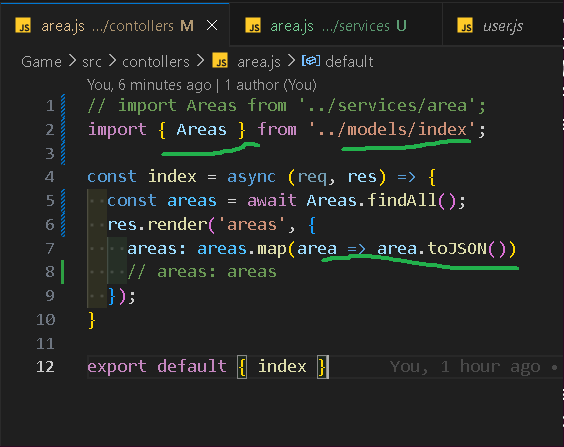 JS area.js .../contollers M ×
JS area.js .../services U
JS user.js
Game > src > contollers > JS area.js > default
You, 6 minutes ago | 1 author (You)
1 // import Areas from '../services/area';
2 import { Areas } from '../models/index';
3
4 const index = async (req, res) => {
5 const areas = await Areas.findAll();
6 res.render('areas', {
7 areas: areas.map(area => area.toJSON())
8 // areas: areas
9 });
10 }
11
12 export default { index } You, 1 hour ago •